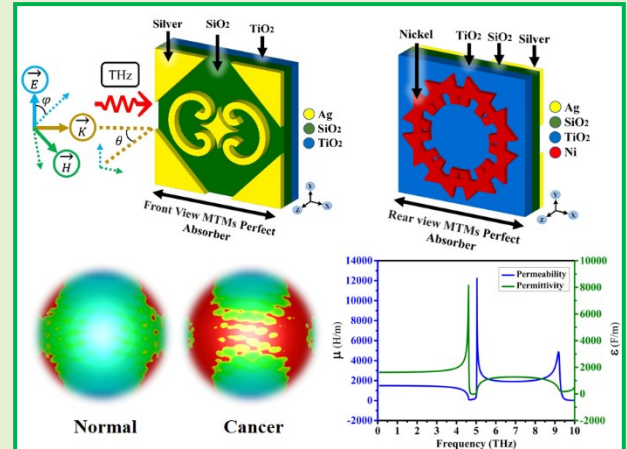 Silver
SiO2
TiO2
THz
E
φ
K
θ
H
Ag
SiO2
TiO2
Y
Z
X
Front View MTMs Perfect
Absorber
Nickel
TiO2
SiO2
Silver
Ag
SiO2
TiO2
Ni
Y
Z
X
Rear view MTMs Perfect
Absorber
Normal
Cancer
14000
12000
10000
8000
6000
4000
2000
0
-2000
μ (H/m)
Permeability
Permittivity
10000
8000
6000
4000
2000
0
-2000
ε (F/m)
0 1 2 3 4 5 6 7 8 9 10
Frequency (THz)